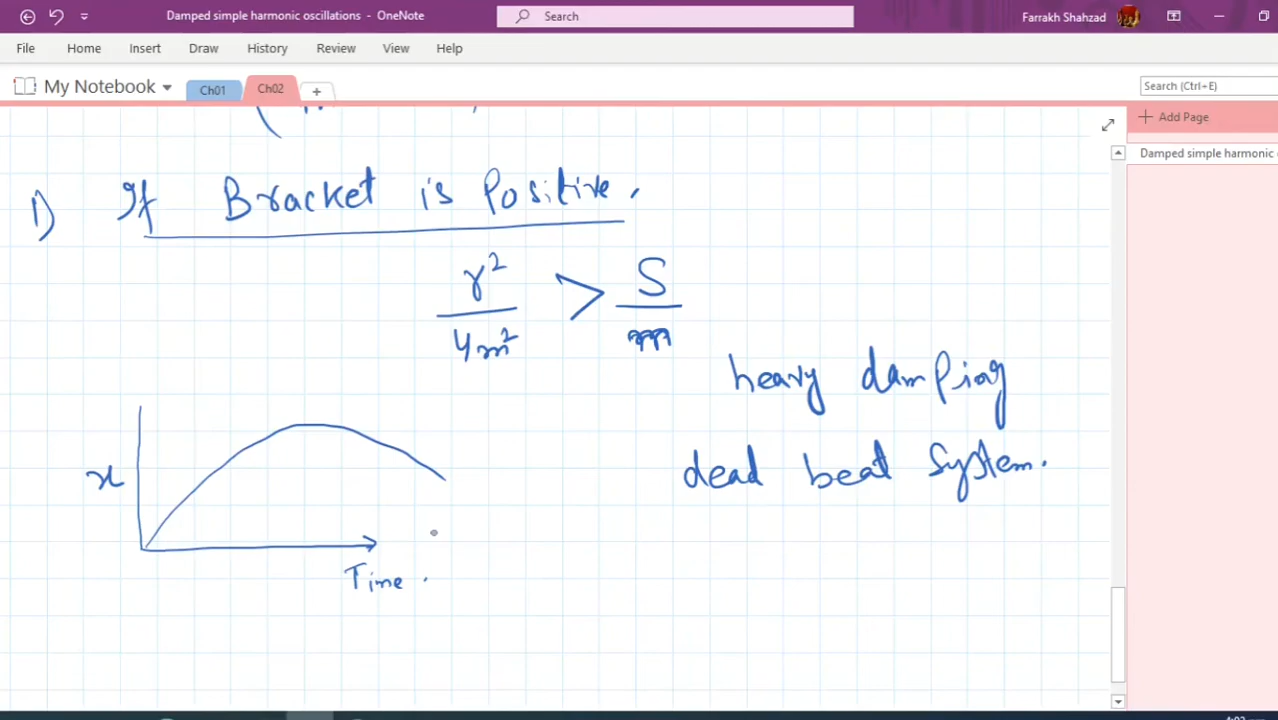 Damped simple harmonic oscillations - OneNote
Search
Farrakh Shahzad
File Home Insert Draw History Review View Help
My Notebook
Ch01
Ch02
+
Search (Ctrl+E)
+ Add Page
Damped simple harmonic
1) If Bracket is Positive.
γ²/4m² > S/m
heavy damping
dead beat system.
x
Time.